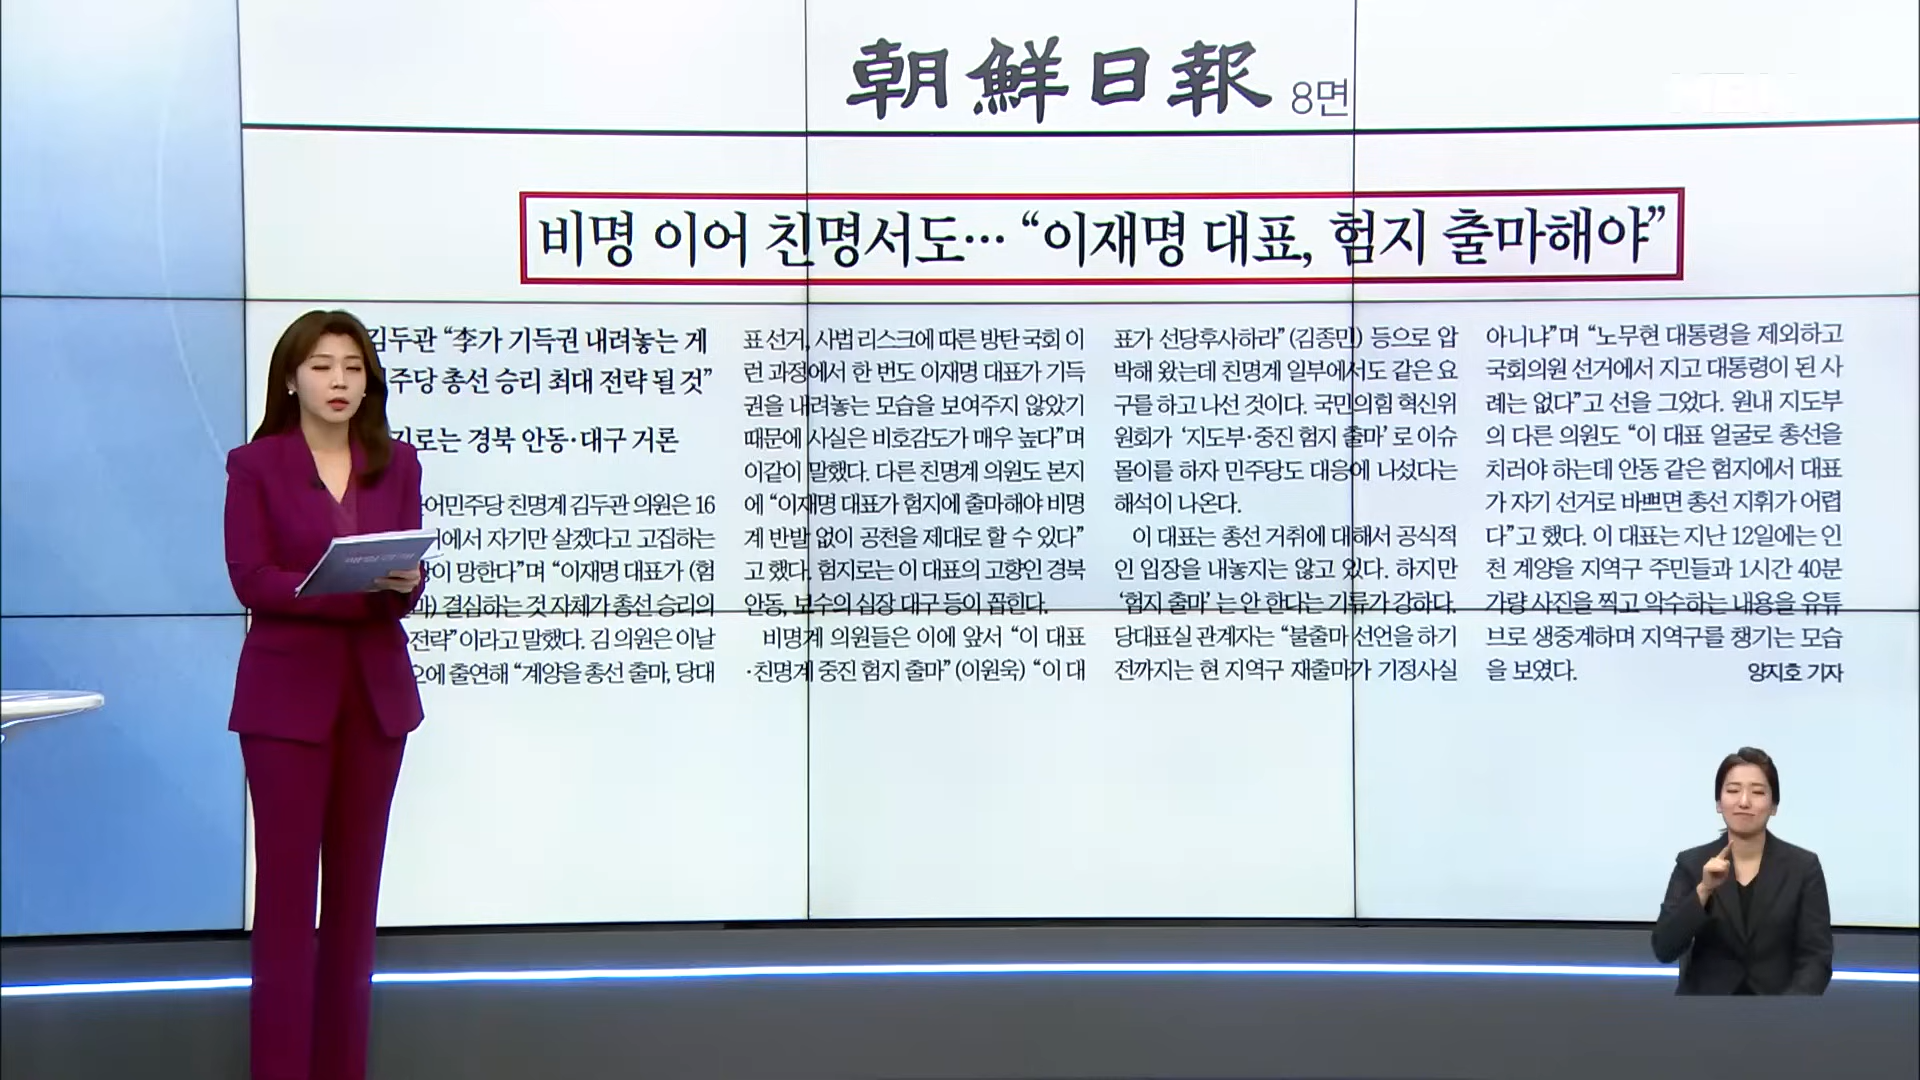 朝鮮日報 8면
비명 이어 친명서도… “이재명 대표, 험지 출마해야”
김두관 “李가 기득권 내려놓는 게
주당 총선 승리 최대 전략 될 것”
로는 경북 안동·대구 거론
어민주당 친명계 김두관 의원은 16
에서 자기만 살겠다고 고집하는
이 망한다”며 “이재명 대표가 (험
결심하는 것 자체가 총선 승리의
전략”이라고 말했다. 김 의원은 이날
에 출연해 “계양을 총선 출마, 당대
표 선거, 사법 리스크에 따른 방탄 국회 이
런 과정에서 한 번도 이재명 대표가 기득
권을 내려놓는 모습을 보여주지 않았기
때문에 사실은 비호감도가 매우 높다”며
이같이 말했다. 다른 친명계 의원도 본지
에 “이재명 대표가 험지에 출마해야 비명
계 반발 없이 공천을 제대로 할 수 있다”
고 했다. 험지로는 이 대표의 고향인 경북
안동, 보수의 심장 대구 등이 꼽힌다.
비명계 의원들은 이에 앞서 “이 대표
·친명계 중진 험지 출마” (이원욱) “이 대
표가 선당후사하라” (김종민) 등으로 압
박해 왔는데 친명계 일부에서도 같은 요
구를 하고 나선 것이다. 국민의힘 혁신위
원회가 ‘지도부·중진 험지 출마’로 이슈
몰이를 하자 민주당도 대응에 나섰다는
해석이 나온다.
이 대표는 총선 거취에 대해서 공식적
인 입장을 내놓지는 않고 있다. 하지만
‘험지 출마’는 안 한다는 기류가 강하다.
당대표실 관계자는 “불출마 선언을 하기
전까지는 현 지역구 재출마가 기정사실
아니냐”며 “노무현 대통령을 제외하고
국회의원 선거에서 지고 대통령이 된 사
례는 없다”고 선을 그었다. 원내 지도부
의 다른 의원도 “이 대표 얼굴로 총선을
치러야 하는데 안동 같은 험지에서 대표
가 자기 선거로 바쁘면 총선 지휘가 어렵
다”고 했다. 이 대표는 지난 12일에는 인
천 계양을 지역구 주민들과 1시간 40분
가량 사진을 찍고 악수하는 내용을 유튜
브로 생중계하며 지역구를 챙기는 모습
을 보였다. 양지호 기자